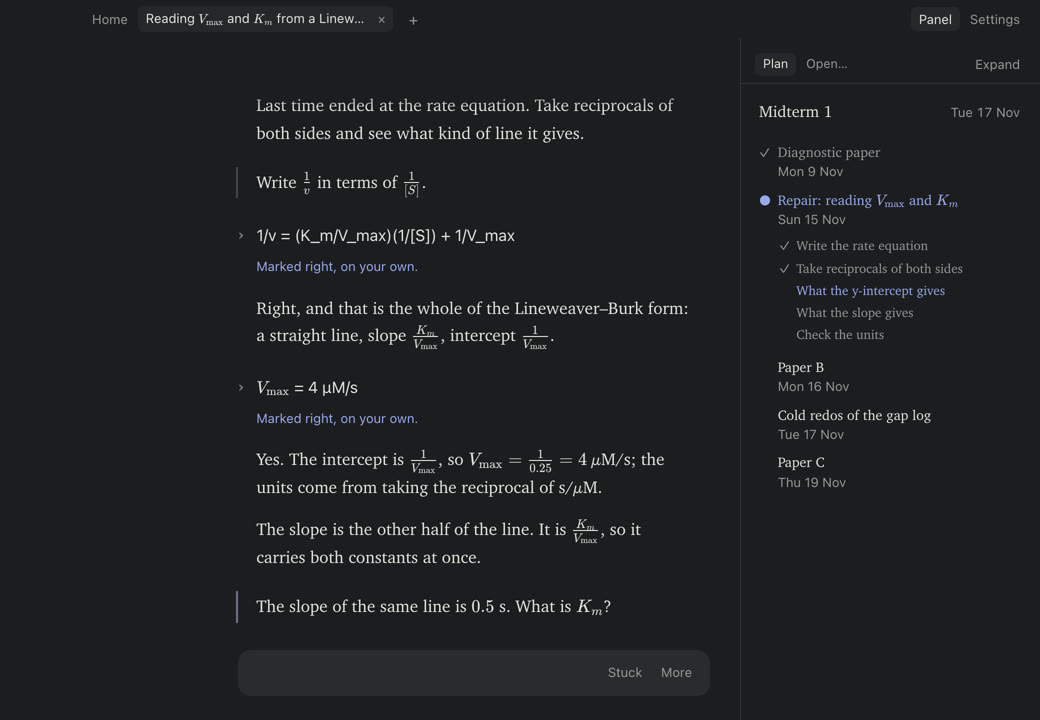 Home
Reading V_max and K_m from a Linew... ×
+
Panel
Settings
Last time ended at the rate equation. Take reciprocals of
both sides and see what kind of line it gives.
Write 1/v in terms of 1/[S].
› 1/v = (K_m/V_max)(1/[S]) + 1/V_max
Marked right, on your own.
Right, and that is the whole of the Lineweaver–Burk form:
a straight line, slope K_m/V_max, intercept 1/V_max.
› V_max = 4 μM/s
Marked right, on your own.
Yes. The intercept is 1/V_max, so V_max = 1/0.25 = 4 μM/s; the
units come from taking the reciprocal of s/μM.
The slope is the other half of the line. It is K_m/V_max, so it
carries both constants at once.
The slope of the same line is 0.5 s. What is K_m?
Stuck
More
Plan
Open...
Expand
Midterm 1
Tue 17 Nov
✓ Diagnostic paper
Mon 9 Nov
Repair: reading V_max and K_m
Sun 15 Nov
✓ Write the rate equation
✓ Take reciprocals of both sides
What the y-intercept gives
What the slope gives
Check the units
Paper B
Mon 16 Nov
Cold redos of the gap log
Tue 17 Nov
Paper C
Thu 19 Nov